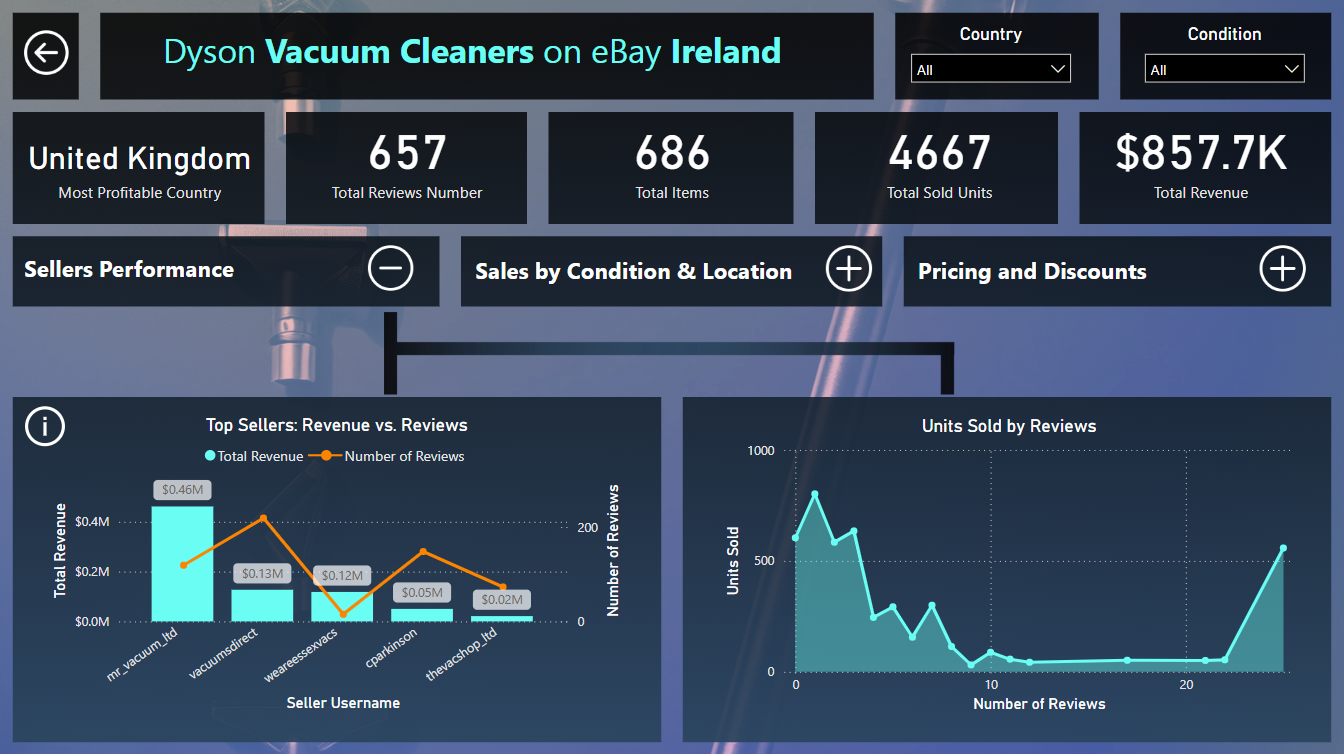 Dyson Vacuum Cleaners on eBay Ireland
Country
All
Condition
All
United Kingdom
Most Profitable Country
657
Total Reviews Number
686
Total Items
4667
Total Sold Units
$857.7K
Total Revenue
Sellers Performance
Sales by Condition & Location
Pricing and Discounts
i
Top Sellers: Revenue vs. Reviews
Total Revenue
Number of Reviews
Total Revenue
$0.4M
$0.2M
$0.0M
$0.46M
$0.13M
$0.12M
$0.05M
$0.02M
200
0
Number of Reviews
mr_vacuum_ltd
vacuumsdirect
weareessexvacs
cparkinson
thevacshop_ltd
Seller Username
Units Sold by Reviews
Units Sold
1000
500
0
0
10
20
Number of Reviews